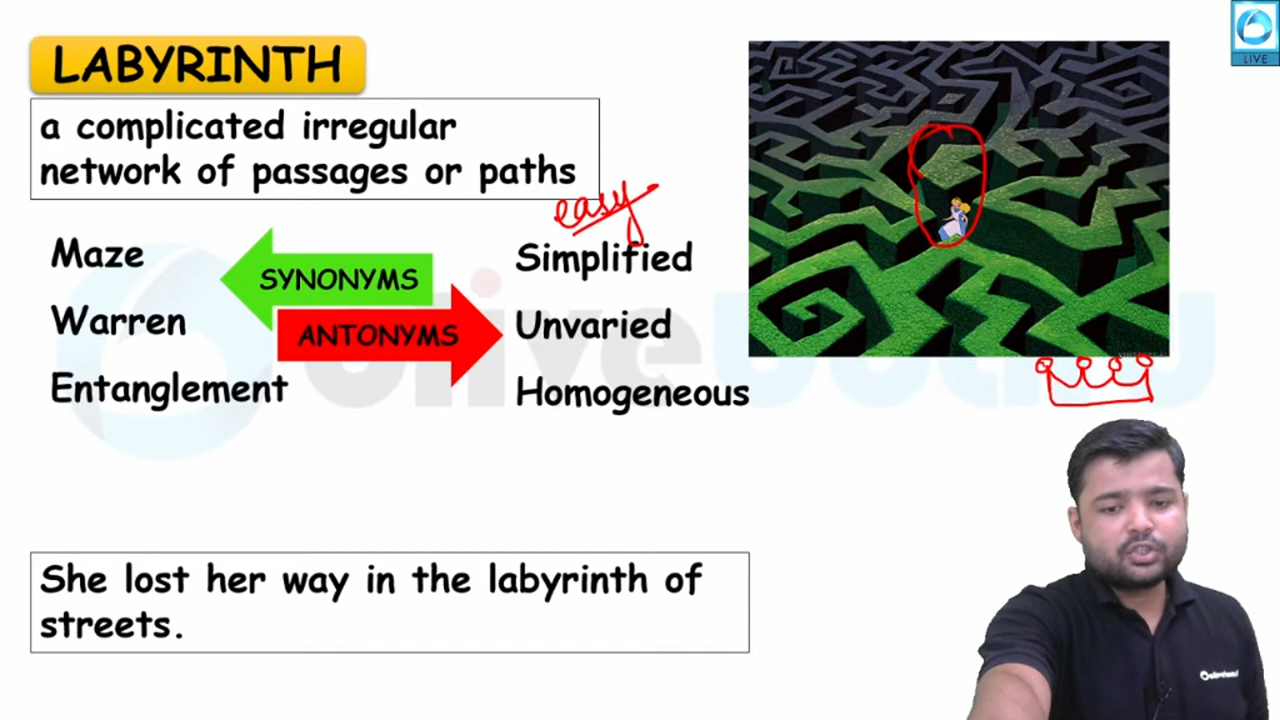 LIVE
LABYRINTH
a complicated irregular
network of passages or paths
easy
Maze
SYNONYMS
Simplified
Warren
ANTONYMS
Unvaried
Entanglement
Homogeneous
She lost her way in the labyrinth of
streets.
oliveboard